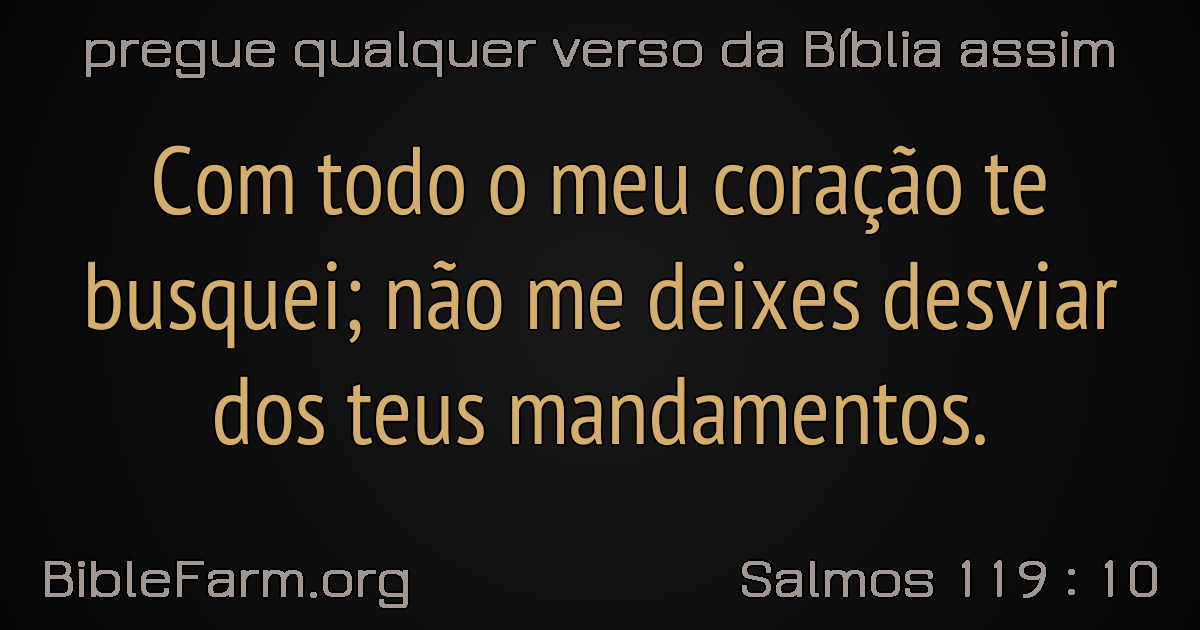 pregue qualquer verso da Bíblia assim
Com todo o meu coração te
busquei; não me deixes desviar
dos teus mandamentos.
BibleFarm.org
Salmos 119 : 10